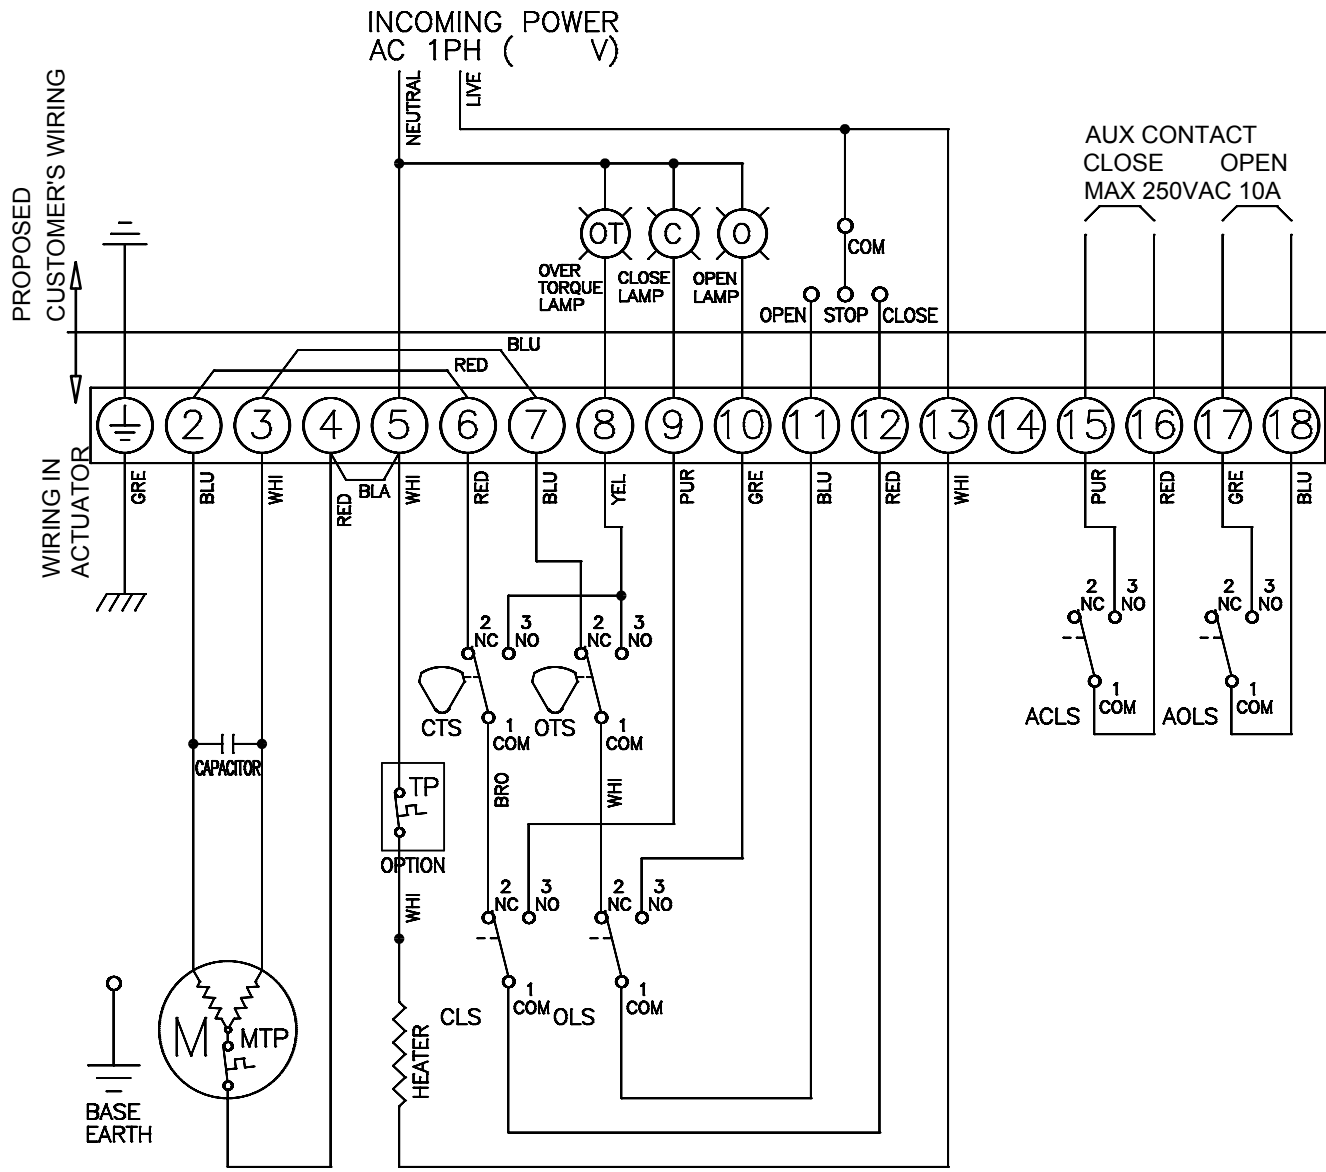 INCOMING POWER
AC 1PH ( V)
NEUTRAL
LIVE
PROPOSED
CUSTOMER'S WIRING
AUX CONTACT
CLOSE OPEN
MAX 250VAC 10A
OT C O
OVER
TORQUE
LAMP
CLOSE
LAMP
OPEN
LAMP
COM
OPEN STOP CLOSE
BLU
RED
2 3 4 5 6 7 8 9 10 11 12 13 14 15 16 17 18
WIRING IN
ACTUATOR
GRE BLU WHI RED BLA WHI RED BLU YEL PUR GRE BLU RED WHI PUR RED GRE BLU
2 NC 3 NO
2 NC 3 NO
2 NC 3 NO
2 NC 3 NO
CTS 1 COM
OTS 1 COM
ACLS 1 COM
AOLS 1 COM
CAPACITOR
TP
OPTION
BRO
WHI
WHI
2 NC 3 NO
2 NC 3 NO
CLS 1 COM
OLS 1 COM
M MTP
HEATER
BASE
EARTH